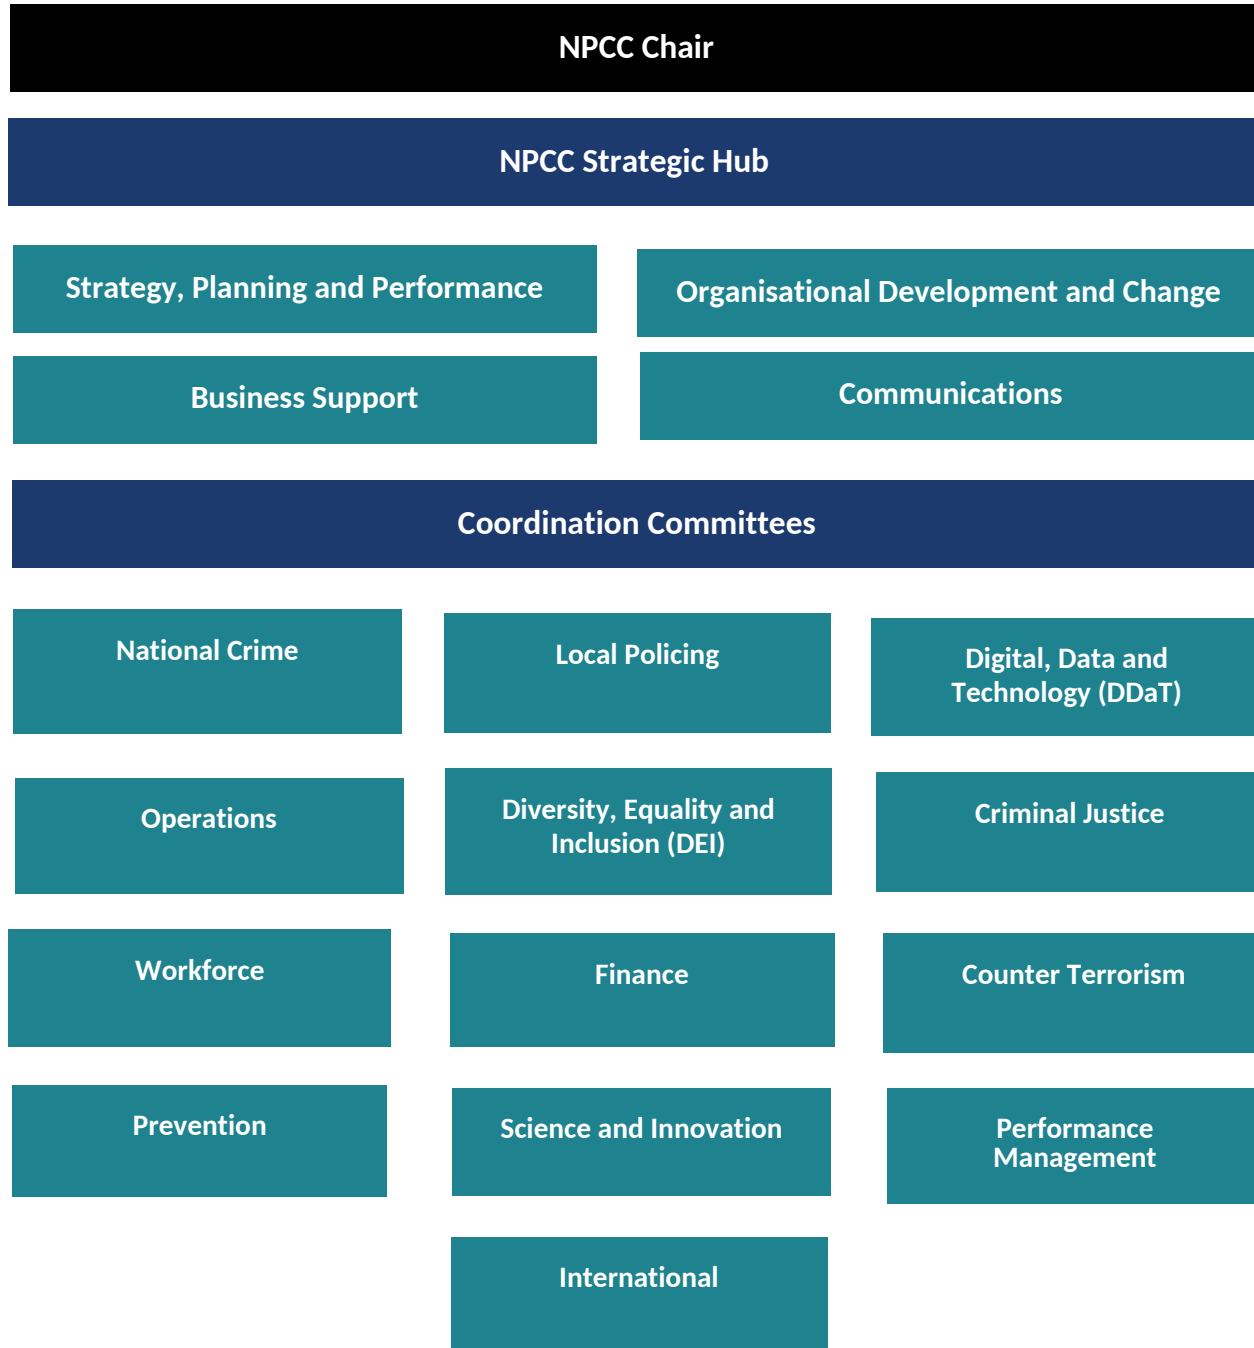 NPCC Chair
NPCC Strategic Hub
Strategy, Planning and Performance
Organisational Development and Change
Business Support
Communications
Coordination Committees
National Crime
Local Policing
Digital, Data and
Technology (DDaT)
Operations
Diversity, Equality and
Inclusion (DEI)
Criminal Justice
Workforce
Finance
Counter Terrorism
Prevention
Science and Innovation
Performance
Management
International